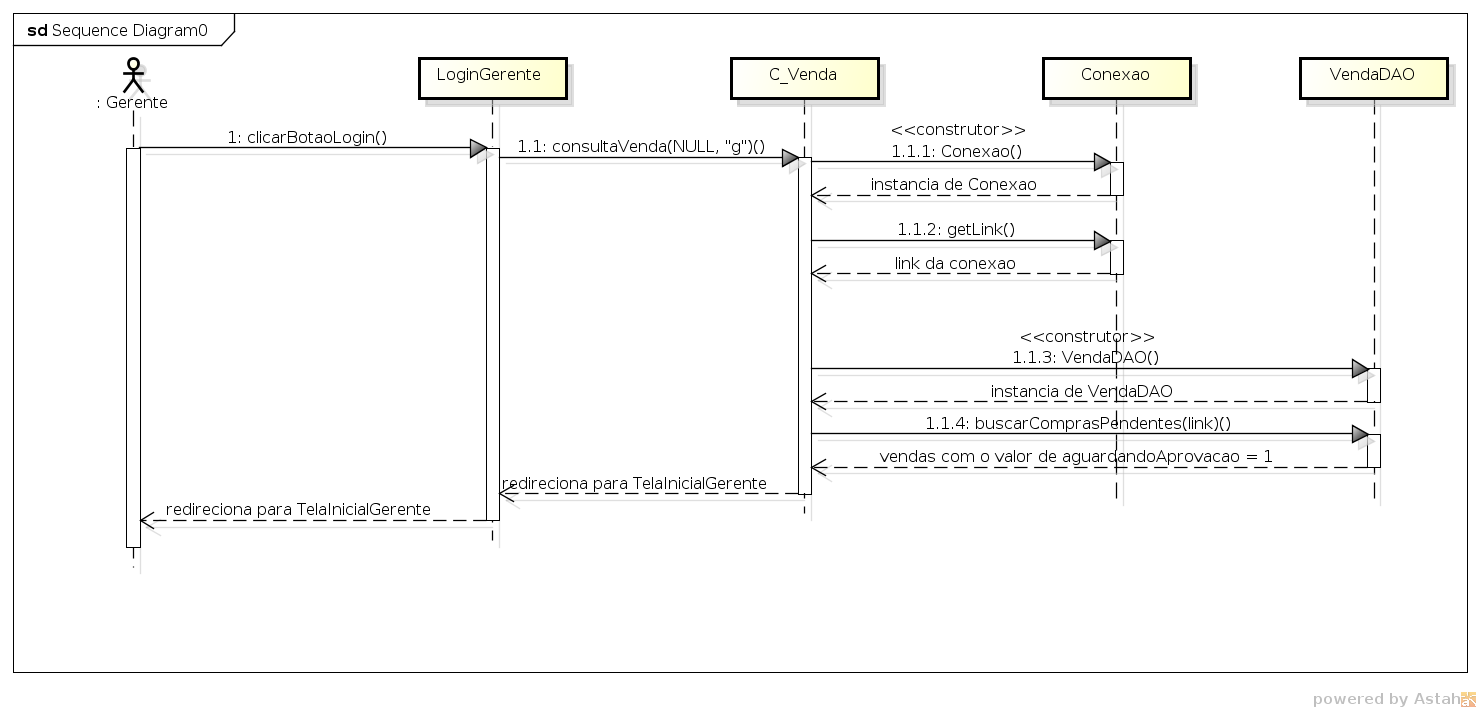 sd Sequence Diagram0
: Gerente
LoginGerente
C_Venda
Conexao
VendaDAO
1: clicarBotaoLogin()
1.1: consultaVenda(NULL, "g")()
<<construtor>>
1.1.1: Conexao()
instancia de Conexao
1.1.2: getLink()
link da conexao
<<construtor>>
1.1.3: VendaDAO()
instancia de VendaDAO
1.1.4: buscarComprasPendentes(link)()
vendas com o valor de aguardandoAprovacao = 1
redireciona para TelaInicialGerente
redireciona para TelaInicialGerente
powered by Astah